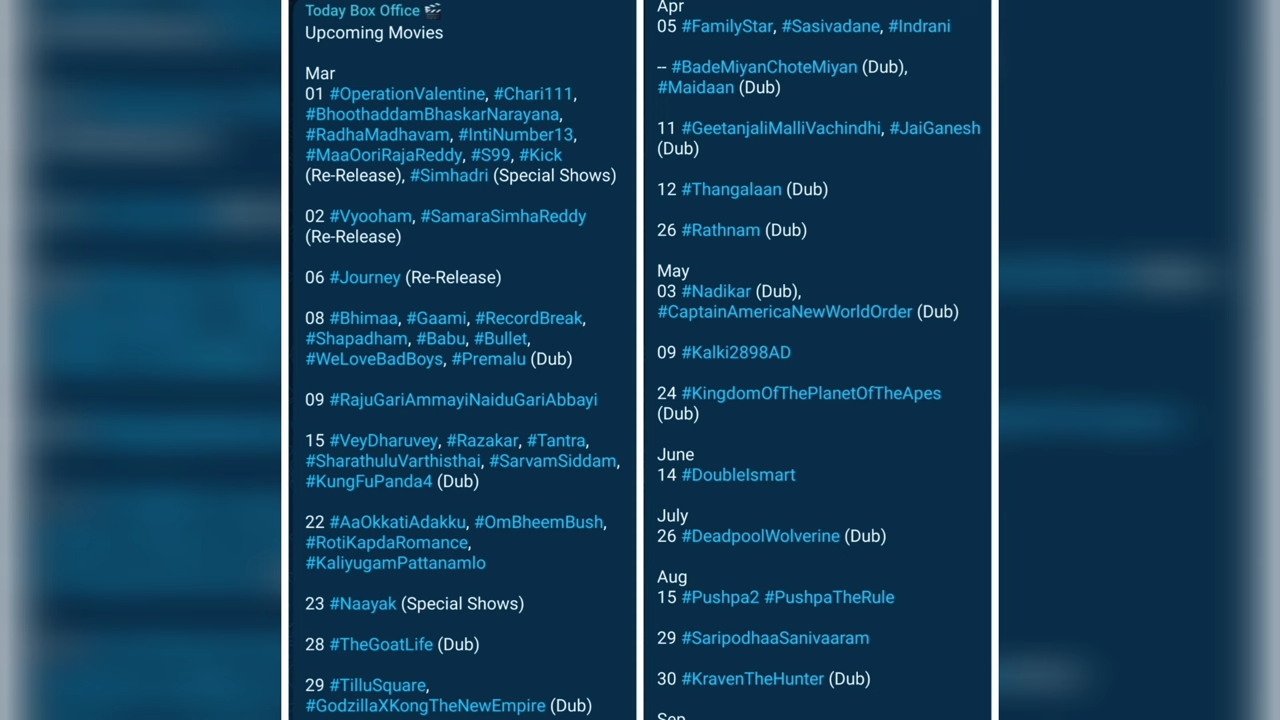 Today Box Office 🎬
Upcoming Movies
Mar
01 #OperationValentine, #Chari111,
#BhoothaddamBhaskarNarayana,
#RadhaMadhavam, #IntiNumber13,
#MaaOoriRajaReddy, #S99, #Kick
(Re-Release), #Simhadri (Special Shows)
02 #Vyooham, #SamaraSimhaReddy
(Re-Release)
06 #Journey (Re-Release)
08 #Bhimaa, #Gaami, #RecordBreak,
#Shapadham, #Babu, #Bullet,
#WeLoveBadBoys, #Premalu (Dub)
09 #RajuGariAmmayiNaiduGariAbbayi
15 #VeyDharuvey, #Razakar, #Tantra,
#SharathuluVarthisthai, #SarvamSiddam,
#KungFuPanda4 (Dub)
22 #AaOkkatiAdakku, #OmBheemBush,
#RotiKapdaRomance,
#KaliyugamPattanamlo
23 #Naayak (Special Shows)
28 #TheGoatLife (Dub)
29 #TilluSquare,
#GodzillaXKongTheNewEmpire (Dub)
Apr
05 #FamilyStar, #Sasivadane, #Indrani
-- #BadeMiyanChoteMiyan (Dub),
#Maidaan (Dub)
11 #GeetanjaliMalliVachindhi, #JaiGanesh
(Dub)
12 #Thangalaan (Dub)
26 #Rathnam (Dub)
May
03 #Nadikar (Dub),
#CaptainAmericaNewWorldOrder (Dub)
09 #Kalki2898AD
24 #KingdomOfThePlanetOfTheApes
(Dub)
June
14 #DoubleIsmart
July
26 #DeadpoolWolverine (Dub)
Aug
15 #Pushpa2 #PushpaTheRule
29 #SaripodhaaSanivaaram
30 #KravenTheHunter (Dub)
Sep